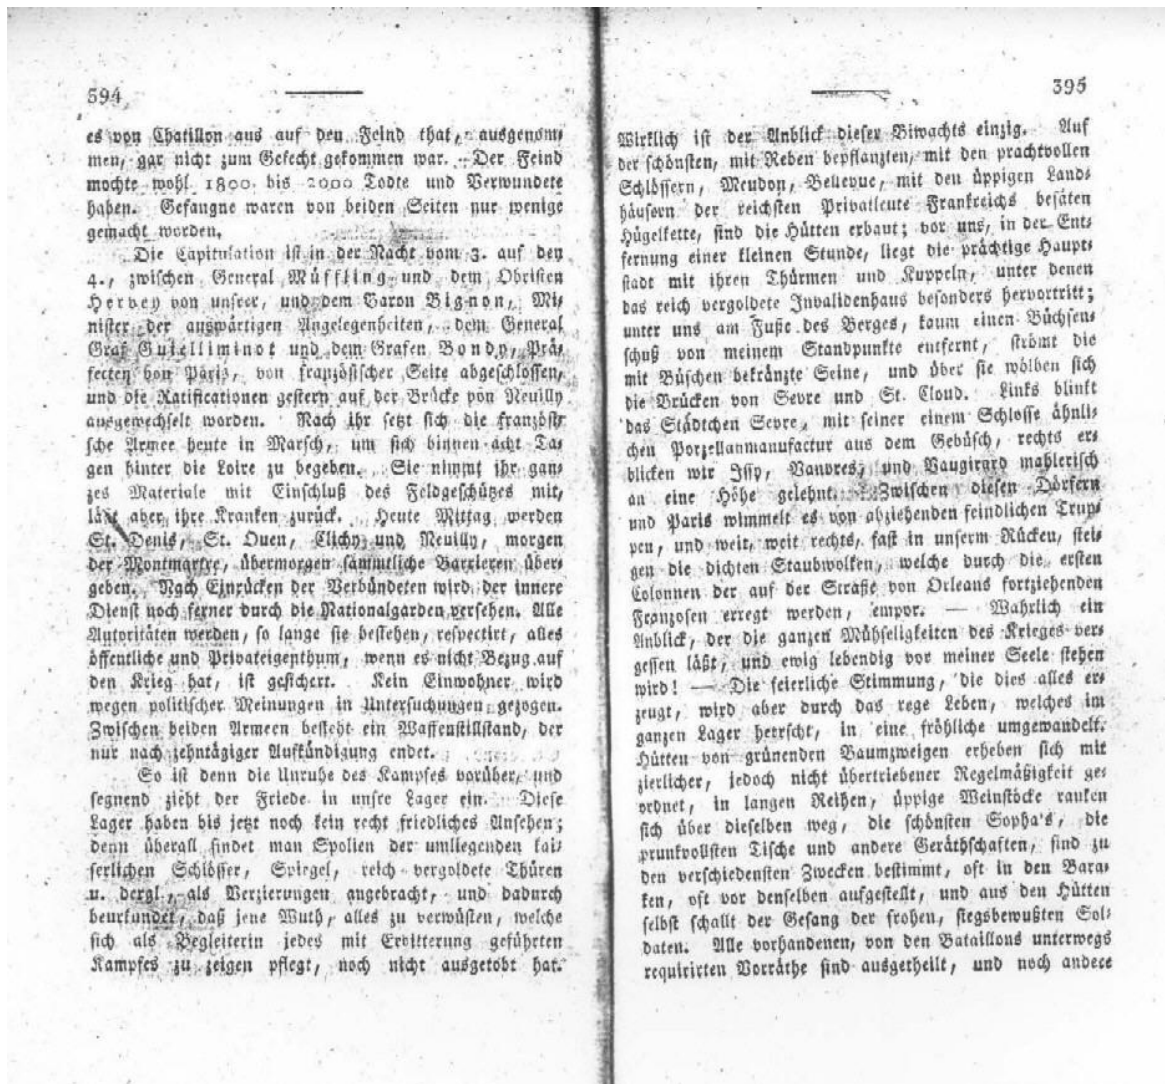 394
es von Chatillon aus auf den Feind that, ausgenom-
men, gar nicht zum Gefecht gekommen war. Der Feind
mochte wohl 1800 bis 2000 Todte und Verwundete
haben. Gefangne waren von beiden Seiten nur wenige
gemacht worden.
Die Capitulation ist in der Nacht vom 3. auf den
4., zwischen General Müffling und dem Obristen
Hervey von unsrer, und dem Baron Bignon, Mi-
nister der auswärtigen Angelegenheiten, dem General
Graf Guielliminot und dem Grafen Bondy, Prä-
fecten von Paris, von französischer Seite abgeschlossen,
und die Ratificationen gestern auf der Brücke von Neuilly
ausgewechselt worden. Nach ihr setzt sich die französi-
sche Armee heute in Marsch, um sich binnen acht Ta-
gen hinter die Loire zu begeben. Sie nimmt ihr gan-
zes Materiale mit Einschluß des Feldgeschützes mit,
läßt aber ihre Kranken zurück. Heute Mittag werden
St. Denis, St. Ouen, Clichy und Neuilly, morgen
der Montmartre, übermorgen sämmtliche Barrieren über-
geben. Nach Einrücken der Verbündeten wird der innere
Dienst noch ferner durch die Nationalgarden versehen. Alle
Autoritäten werden, so lange sie bestehen, respectirt, alles
öffentliche und Privateigenthum, wenn es nicht Bezug auf
den Krieg hat, ist gesichert. Kein Einwohner wird
wegen politischer Meinungen in Untersuchungen gezogen.
Zwischen beiden Armeen besteht ein Waffenstillstand, der
nur nach zehntägiger Aufkündigung endet.
So ist denn die Unruhe des Kampfes vorüber, und
segnend zieht der Friede in unsre Lager ein. Diese
Lager haben bis jetzt noch kein recht friedliches Ansehen;
denn überall findet man Spolien der umliegenden kai-
serlichen Schlösser, Spiegel, reich vergoldete Thüren
u. dergl., als Verzierungen angebracht, und dadurch
beurkundet, daß jene Wuth, alles zu verwüsten, welche
sich als Begleiterin jedes mit Erbitterung geführten
Kampfes zu zeigen pflegt, noch nicht ausgetobt hat.
395
Wirklich ist der Anblick dieser Biwachts einzig. Auf
der schönsten, mit Reben bepflanzten, mit den prachtvollen
Schlössern, Meudon, Bellevue, mit den üppigen Land-
häusern der reichsten Privatleute Frankreichs besäten
Hügelkette, sind die Hütten erbaut; vor uns, in der Ent-
fernung einer kleinen Stunde, liegt die prächtige Haupt-
stadt mit ihren Thürmen und Kuppeln, unter denen
das reich vergoldete Invalidenhaus besonders hervortritt;
unter uns am Fuße des Berges, kaum einen Büchsen-
schuß von meinem Standpunkte entfernt, strömt die
mit Büschen bekränzte Seine, und über sie wölben sich
die Brücken von Sevre und St. Cloud. Links blinkt
das Städtchen Sevre, mit seiner einem Schlosse ähnli-
chen Porzellanmanufactur aus dem Gebüsch, rechts er-
blicken wir Issy, Vanvres, und Vaugirard mahlerisch
an eine Höhe gelehnt. Zwischen diesen Dörfern
und Paris wimmelt es von abziehenden feindlichen Trup-
pen, und weit, weit rechts, fast in unserm Rücken, stei-
gen die dichten Staubwolken, welche durch die ersten
Colonnen der auf der Straße von Orleans fortziehenden
Franzosen erregt werden, empor. — Wahrlich ein
Anblick, der die ganzen Mühseligkeiten des Krieges ver-
gessen läßt, und ewig lebendig vor meiner Seele stehen
wird! — Die feierliche Stimmung, die dies alles er-
zeugt, wird aber durch das rege Leben, welches im
ganzen Lager herrscht, in eine fröhliche umgewandelt.
Hütten von grünenden Baumzweigen erheben sich mit
zierlicher, jedoch nicht übertriebener Regelmäßigkeit ge-
ordnet, in langen Reihen, üppige Weinstöcke ranken
sich über dieselben weg, die schönsten Sopha's, die
prunkvollsten Tische und andere Geräthschaften, sind zu
den verschiedensten Zwecken bestimmt, oft in den Bara-
ken, oft vor denselben aufgestellt, und aus den Hütten
selbst schallt der Gesang der frohen, siegsbewußten Sol-
daten. Alle vorhandenen, von den Bataillons unterwegs
requirirten Vorräthe sind ausgetheilt, und noch andere